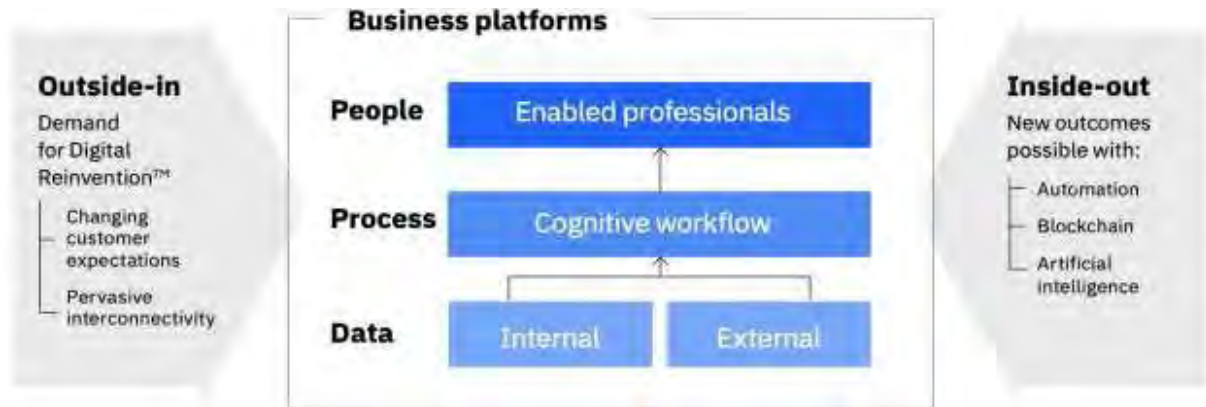 Business platforms
Outside-in
Demand
for Digital
Reinvention™
Changing
customer
expectations
Pervasive
interconnectivity
People
Enabled professionals
Process
Cognitive workflow
Data
Internal
External
Inside-out
New outcomes
possible with:
Automation
Blockchain
Artificial
intelligence